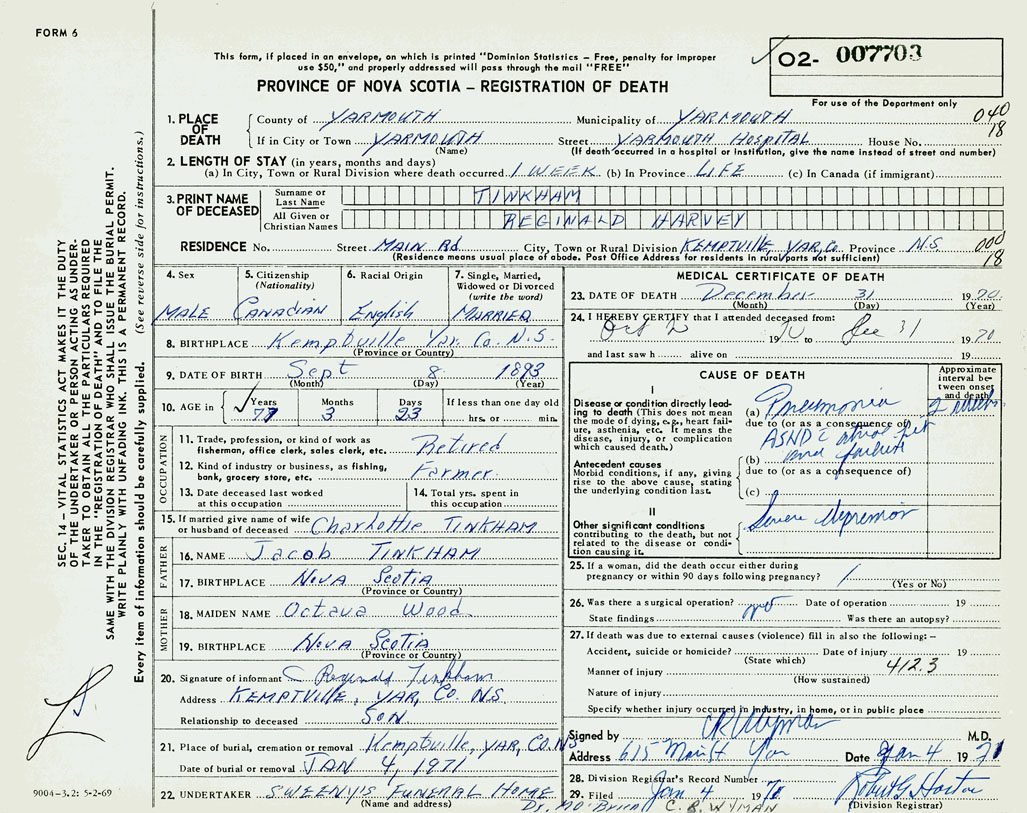 FORM 6
This form, if placed in an envelope, on which is printed "Dominion Statistics – Free, penalty for improper
use $50," and properly addressed will pass through the mail "FREE"
PROVINCE OF NOVA SCOTIA – REGISTRATION OF DEATH
O2- 007703
For use of the Department only
040
18
1. PLACE OF DEATH County of YARMOUTH Municipality of YARMOUTH
If in City or Town YARMOUTH Street YARMOUTH HOSPITAL House No.
(Name) (If death occurred in a hospital or institution, give the name instead of street and number)
2. LENGTH OF STAY (in years, months and days)
(a) In City, Town or Rural Division where death occurred 1 WEEK (b) In Province LIFE (c) In Canada (if immigrant)
3. PRINT NAME OF DECEASED Surname or Last Name TINKHAM
All Given or Christian Names REGINALD HARVEY
RESIDENCE No. Street MAIN Rd. City, Town or Rural Division KEMPTVILLE YAR.Co. Province N.S.
000
18
(Residence means usual place of abode. Post Office Address for residents in rural parts not sufficient)
4. Sex MALE
5. Citizenship (Nationality) CANADIAN
6. Racial Origin English
7. Single, Married, Widowed or Divorced (write the word) MARRIED
8. BIRTHPLACE Kemptville Yar. Co. N.S.
(Province or Country)
9. DATE OF BIRTH Sept 8 1893
(Month) (Day) (Year)
10. AGE in Years 77 Months 3 Days 23 If less than one day old hrs. or min.
OCCUPATION
11. Trade, profession, or kind of work as fisherman, office clerk, sales clerk, etc. Retired
12. Kind of industry or business, as fishing, bank, grocery store, etc. Farmer
13. Date deceased last worked at this occupation
14. Total yrs. spent in this occupation
15. If married give name of wife or husband of deceased Charlottie TINKHAM
FATHER
16. NAME Jacob TINKHAM
17. BIRTHPLACE NOVA SCOTIA
(Province or Country)
MOTHER
18. MAIDEN NAME Octava Wood
19. BIRTHPLACE NOVA SCOTIA
(Province or Country)
20. Signature of informant Reginald Tinkham
Address KEMPTVILLE, YAR, Co. N.S.
Relationship to deceased SON
21. Place of burial, cremation or removal Kemptville, YAR, CO. N.S.
Date of burial or removal JAN 4, 1971
22. UNDERTAKER SWEENY'S FUNERAL HOME
(Name and address)
MEDICAL CERTIFICATE OF DEATH
23. DATE OF DEATH December 31 1970
(Month) (Day) (Year)
24. I HEREBY CERTIFY that I attended deceased from:
Oct 2 1970 to Dec 31 1970
and last saw h alive on 19
CAUSE OF DEATH
Approximate interval between onset and death
I
Disease or condition directly leading to death (This does not mean the mode of dying, e.g., heart failure, asthenia, etc. It means the disease, injury, or complication which caused death.)
(a) Pneumonia
due to (or as a consequence of)
ASHD
(b) and failure
due to (or as a consequence of)
(c)
Antecedent causes
Morbid conditions, if any, giving rise to the above cause, stating the underlying condition last.
II
Other significant conditions contributing to the death, but not related to the disease or condition causing it.
Severe
25. If a woman, did the death occur either during pregnancy or within 90 days following pregnancy?
(Yes or No)
26. Was there a surgical operation? Date of operation 19
State findings Was there an autopsy?
27. If death was due to external causes (violence) fill in also the following: –
Accident, suicide or homicide? Date of injury 19
(State which)
412.3
Manner of injury
(How sustained)
Nature of injury
Specify whether injury occurred in industry, in home, or in public place
Signed by M.D.
Address 615 Main St Yar Date Jan 4 1971
28. Division Registrar's Record Number
29. Filed Jan 4 Robert G Horton
(Division Registrar)
Dr. MO'Brien C. B. WYMAN
SEC. 14 – VITAL STATISTICS ACT MAKES IT THE DUTY
OF THE UNDERTAKER OR PERSON ACTING AS UNDER-
TAKER TO OBTAIN ALL THE PARTICULARS REQUIRED
IN THE "REGISTRATION OF DEATH" AND TO FILE THE
SAME WITH THE DIVISION REGISTRAR WHO SHALL ISSUE THE BURIAL PERMIT.
WRITE PLAINLY WITH UNFADING INK. THIS IS A PERMANENT RECORD.
Every item of information should be carefully supplied. (See reverse side for instructions.)
9004-3.2: 5-2-69